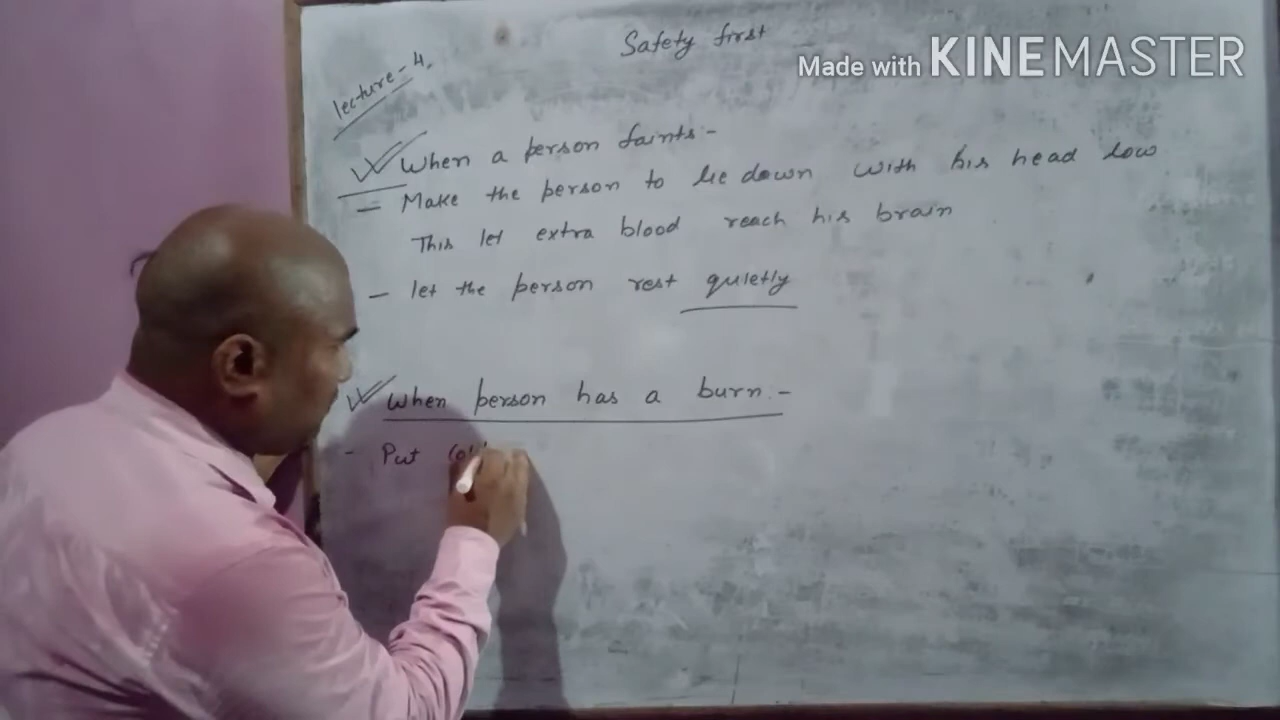 Safety first
Made with KINEMASTER
lecture-4.
When a person faints:-
- Make the person to lie down with his head low
This let extra blood reach his brain
- let the person rest quietly
When person has a burn:-
- Put